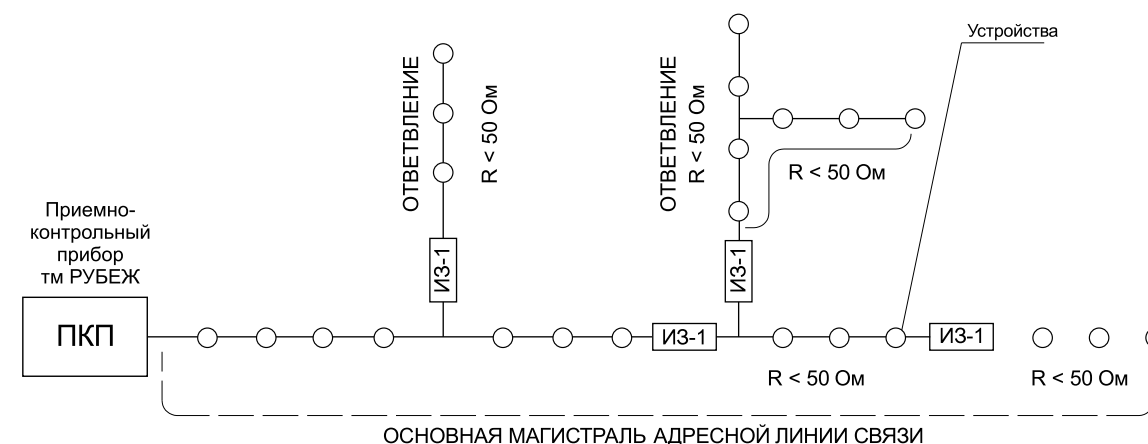 Устройства
ОТВЕТВЛЕНИЕ
R < 50 Ом
ОТВЕТВЛЕНИЕ
R < 50 Ом
R < 50 Ом
Приемно-
контрольный
прибор
тм РУБЕЖ
ИЗ-1
ИЗ-1
ПКП
ИЗ-1
ИЗ-1
R < 50 Ом
R < 50 Ом
ОСНОВНАЯ МАГИСТРАЛЬ АДРЕСНОЙ ЛИНИИ СВЯЗИ